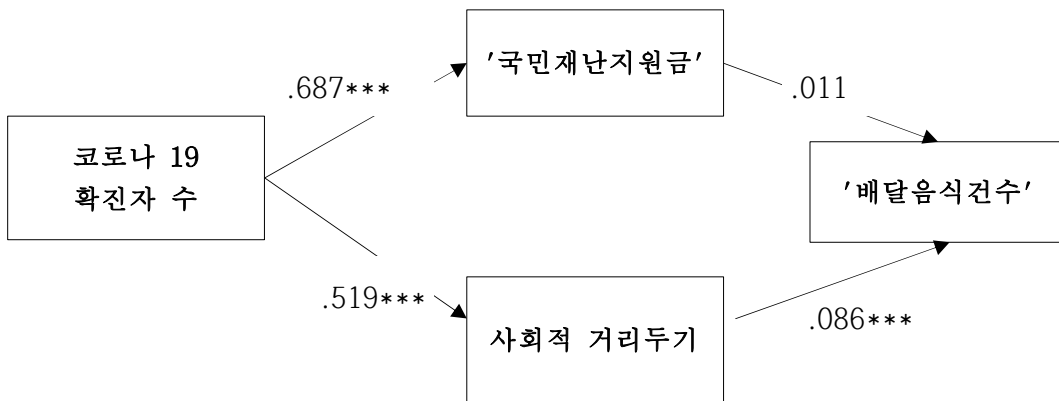 '국민재난지원금'
.687***
.011
코로나 19
확진자 수
'배달음식건수'
.519***
.086***
사회적 거리두기